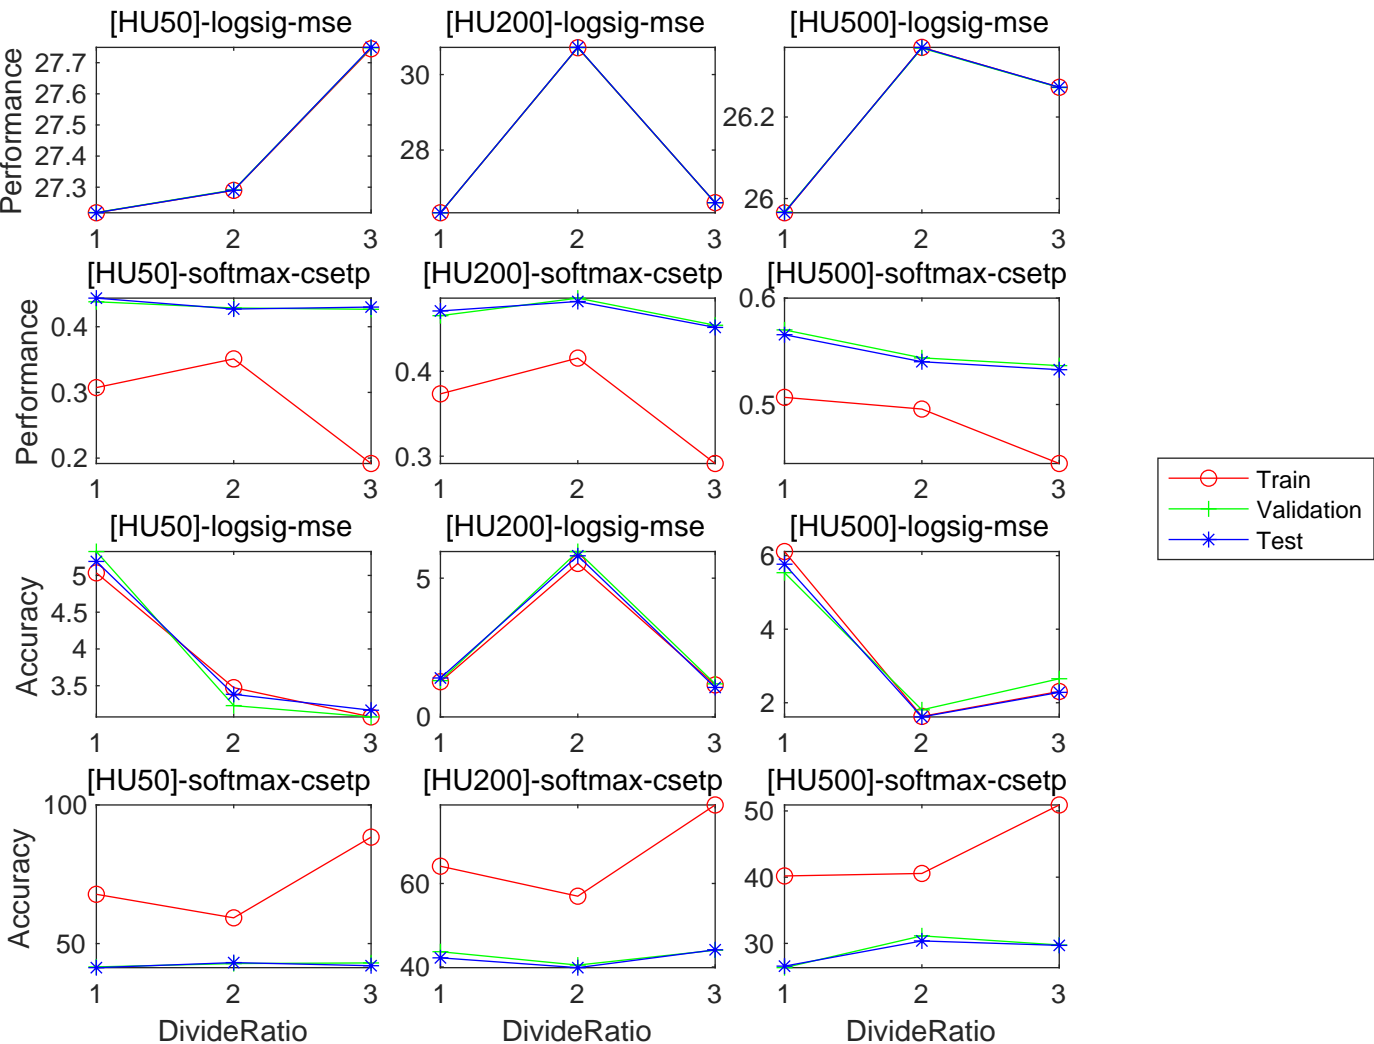 [HU50]-logsig-mse
[HU200]-logsig-mse
[HU500]-logsig-mse
Performance
27.7
27.6
27.5
27.4
27.3
1 2 3
30
28
1 2 3
26.2
26
1 2 3
[HU50]-softmax-csetp
[HU200]-softmax-csetp
[HU500]-softmax-csetp
Performance
0.4
0.3
0.2
1 2 3
0.4
0.3
1 2 3
0.6
0.5
1 2 3
Train
Validation
Test
[HU50]-logsig-mse
[HU200]-logsig-mse
[HU500]-logsig-mse
Accuracy
5
4.5
4
3.5
1 2 3
5
0
1 2 3
6
4
2
1 2 3
[HU50]-softmax-csetp
[HU200]-softmax-csetp
[HU500]-softmax-csetp
Accuracy
100
50
1 2 3
DivideRatio
60
40
1 2 3
DivideRatio
50
40
30
1 2 3
DivideRatio